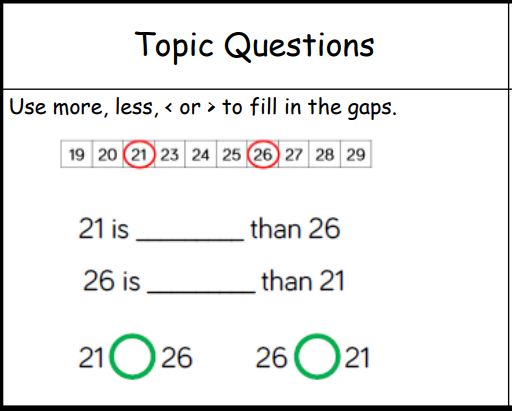 Topic Questions
Use more, less, < or > to fill in the gaps.
19 20 21 23 24 25 26 27 28 29
21 is ________ than 26
26 is ________ than 21
21 26 26 21